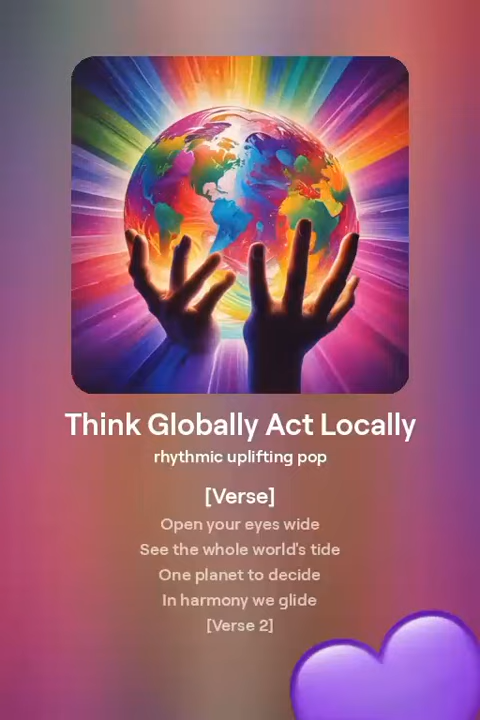 Think Globally Act Locally
rhythmic uplifting pop
[Verse]
Open your eyes wide
See the whole world's tide
One planet to decide
In harmony we glide
[Verse 2]